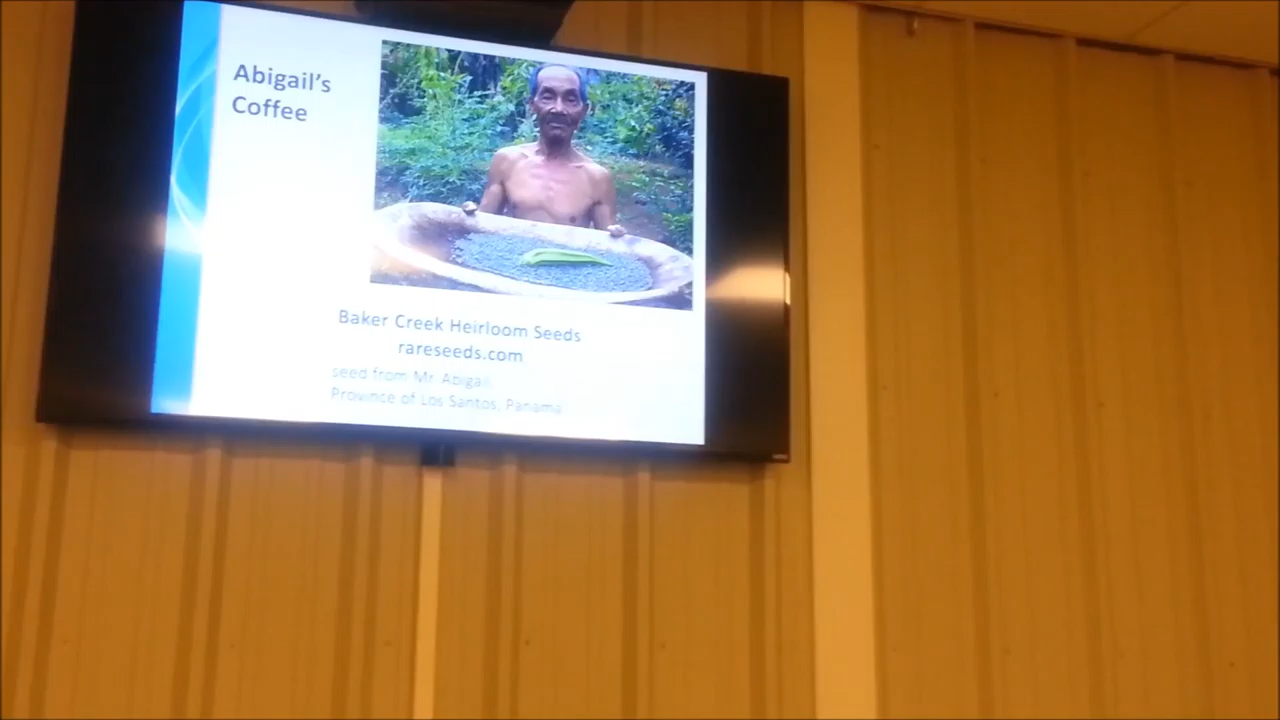 Abigail's
Coffee
Baker Creek Heirloom Seeds
rareseeds.com
seed from Mr. Abigail
Province of Los Santos, Panama